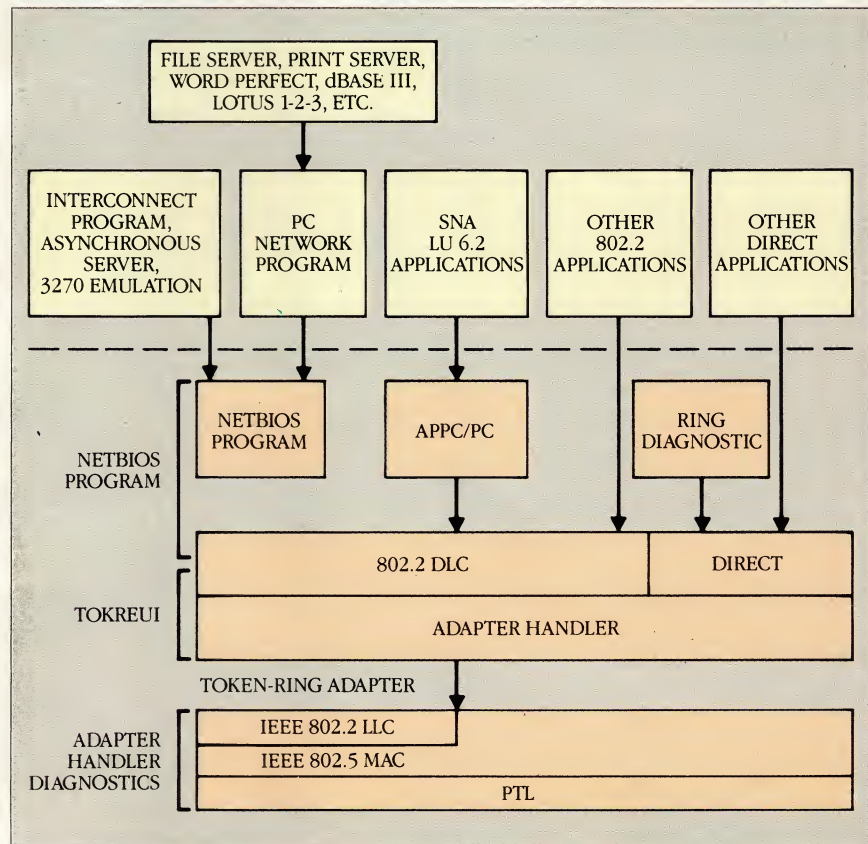 FILE SERVER, PRINT SERVER,
WORD PERFECT, dBASE III,
LOTUS 1-2-3, ETC.
INTERCONNECT
PROGRAM,
ASYNCHRONOUS
SERVER,
3270 EMULATION
PC
NETWORK
PROGRAM
SNA
LU 6.2
APPLICATIONS
OTHER
802.2
APPLICATIONS
OTHER
DIRECT
APPLICATIONS
NETBIOS
PROGRAM
NETBIOS
PROGRAM
APPC/PC
RING
DIAGNOSTIC
802.2 DLC
DIRECT
TOKREUI
ADAPTER HANDLER
TOKEN-RING ADAPTER
ADAPTER
HANDLER
DIAGNOSTICS
IEEE 802.2 LLC
IEEE 802.5 MAC
PTL